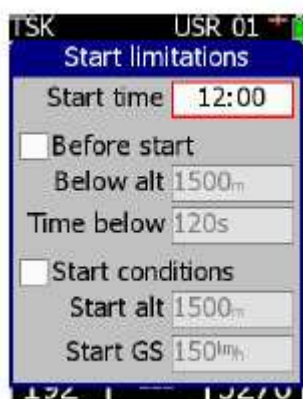 TSK USR 01
Start limitations
Start time 12:00
Before start
Below alt 1500m
Time below 120s
Start conditions
Start alt 1500m
Start GS 150km/h